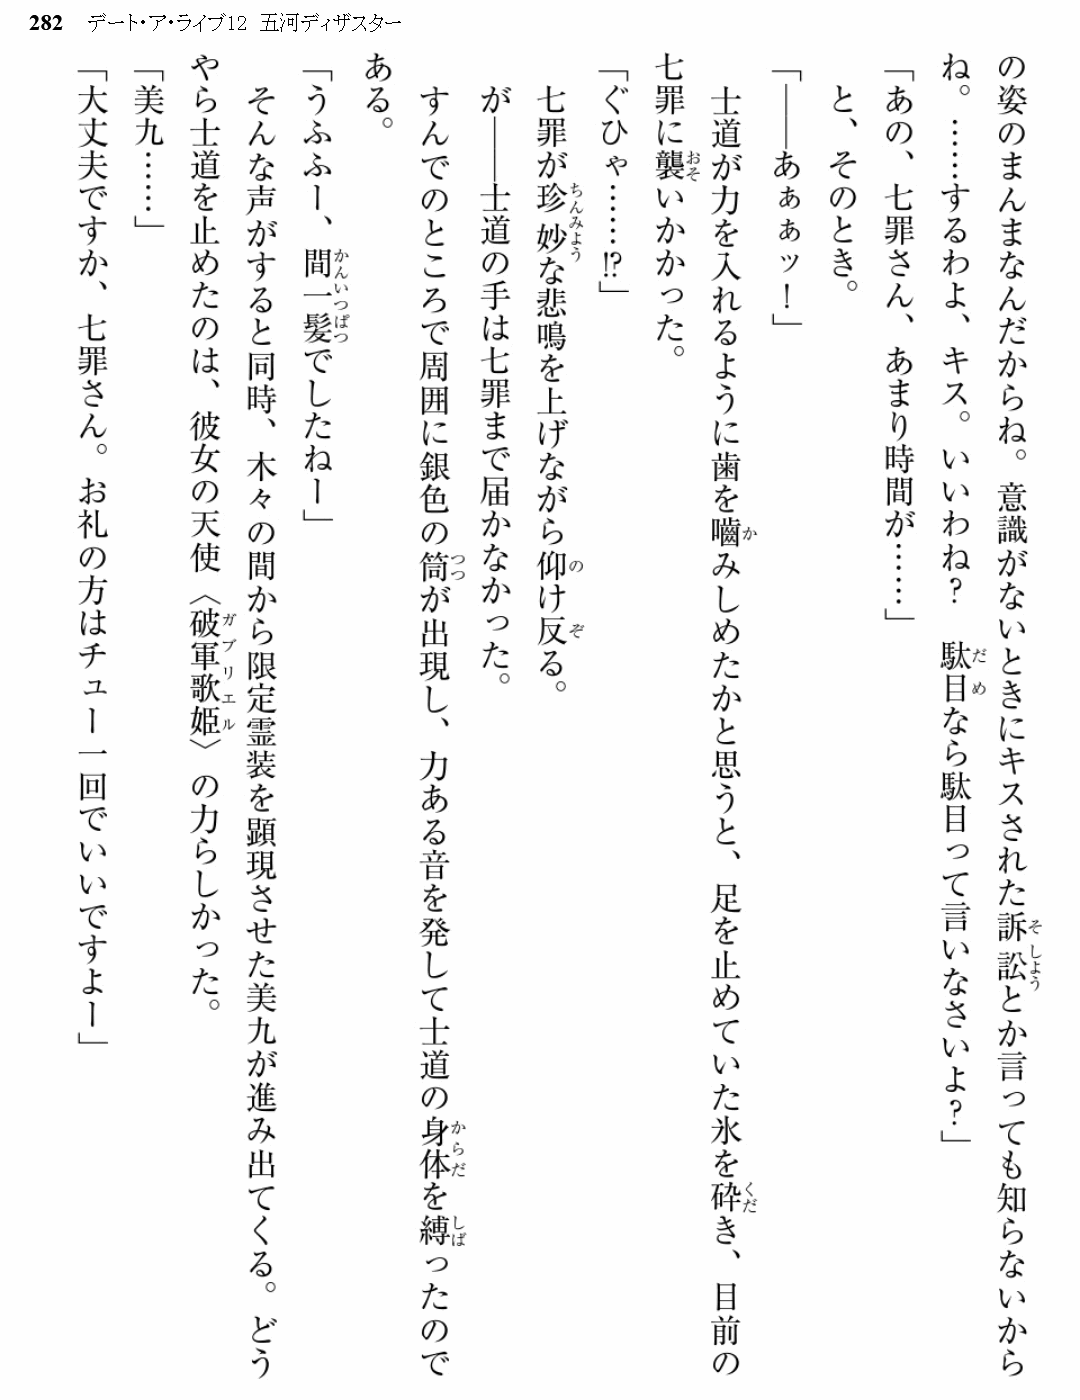 282 デート・ア・ライブ12 五河ディザスター
の姿のまんまなんだからね。意識がないときにキスされた訴訟とか言っても知らないから
ね。……するわよ、キス。いいわね？ 駄目なら駄目って言いなさいよ？」
「あの、七罪さん、あまり時間が……」
と、そのとき。
「――あぁぁッ！」
士道が力を入れるように歯を嚙みしめたかと思うと、足を止めていた氷を砕き、目前の
七罪に襲いかかった。
「ぐひゃ……⁉」
七罪が珍妙な悲鳴を上げながら仰け反る。
が――士道の手は七罪まで届かなかった。
すんでのところで周囲に銀色の筒が出現し、力ある音を発して士道の身体を縛ったので
ある。
「うふふー、間一髪でしたねー」
そんな声がすると同時、木々の間から限定霊装を顕現させた美九が進み出てくる。どう
やら士道を止めたのは、彼女の天使〈破軍歌姫〉の力らしかった。
「美九……」
「大丈夫ですか、七罪さん。お礼の方はチュー一回でいいですよー」